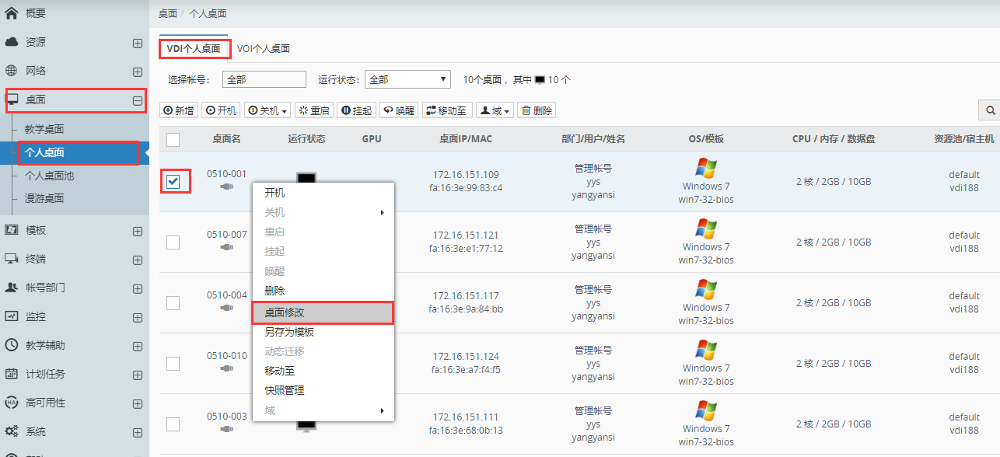 概要
资源
网络
桌面
教学桌面
个人桌面
个人桌面池
漫游桌面
模板
终端
帐号部门
监控
教学辅助
计划任务
高可用性
系统
桌面 / 个人桌面
VDI个人桌面 VOI个人桌面
选择帐号: 全部 运行状态: 全部 10个桌面 ，其中 10 个
新增 开机 关机 重启 挂起 唤醒 移动至 域 删除
桌面名 运行状态 GPU 桌面IP/MAC 部门/用户/姓名 OS/模板 CPU / 内存 / 数据盘 资源池/宿主机
0510-001
172.16.151.109
fa:16:3e:99:83:c4
管理帐号
yys
yangyansi
Windows 7
win7-32-bios
2 核 / 2GB / 10GB
default
vdi188
0510-007
172.16.151.121
fa:16:3e:e1:77:12
管理帐号
yys
yangyansi
Windows 7
win7-32-bios
2 核 / 2GB / 10GB
default
vdi188
0510-004
172.16.151.117
fa:16:3e:9a:84:bb
管理帐号
yys
yangyansi
Windows 7
win7-32-bios
2 核 / 2GB / 10GB
default
vdi188
0510-010
172.16.151.124
fa:16:3e:a7:f4:f5
管理帐号
yys
yangyansi
Windows 7
win7-32-bios
2 核 / 2GB / 10GB
default
vdi188
0510-003
172.16.151.111
fa:16:3e:68:0b:13
管理帐号
yys
yangyansi
Windows 7
win7-32-bios
2 核 / 2GB / 10GB
default
vdi188
开机
关机
重启
挂起
唤醒
删除
桌面修改
另存为模板
动态迁移
移动至
快照管理
域